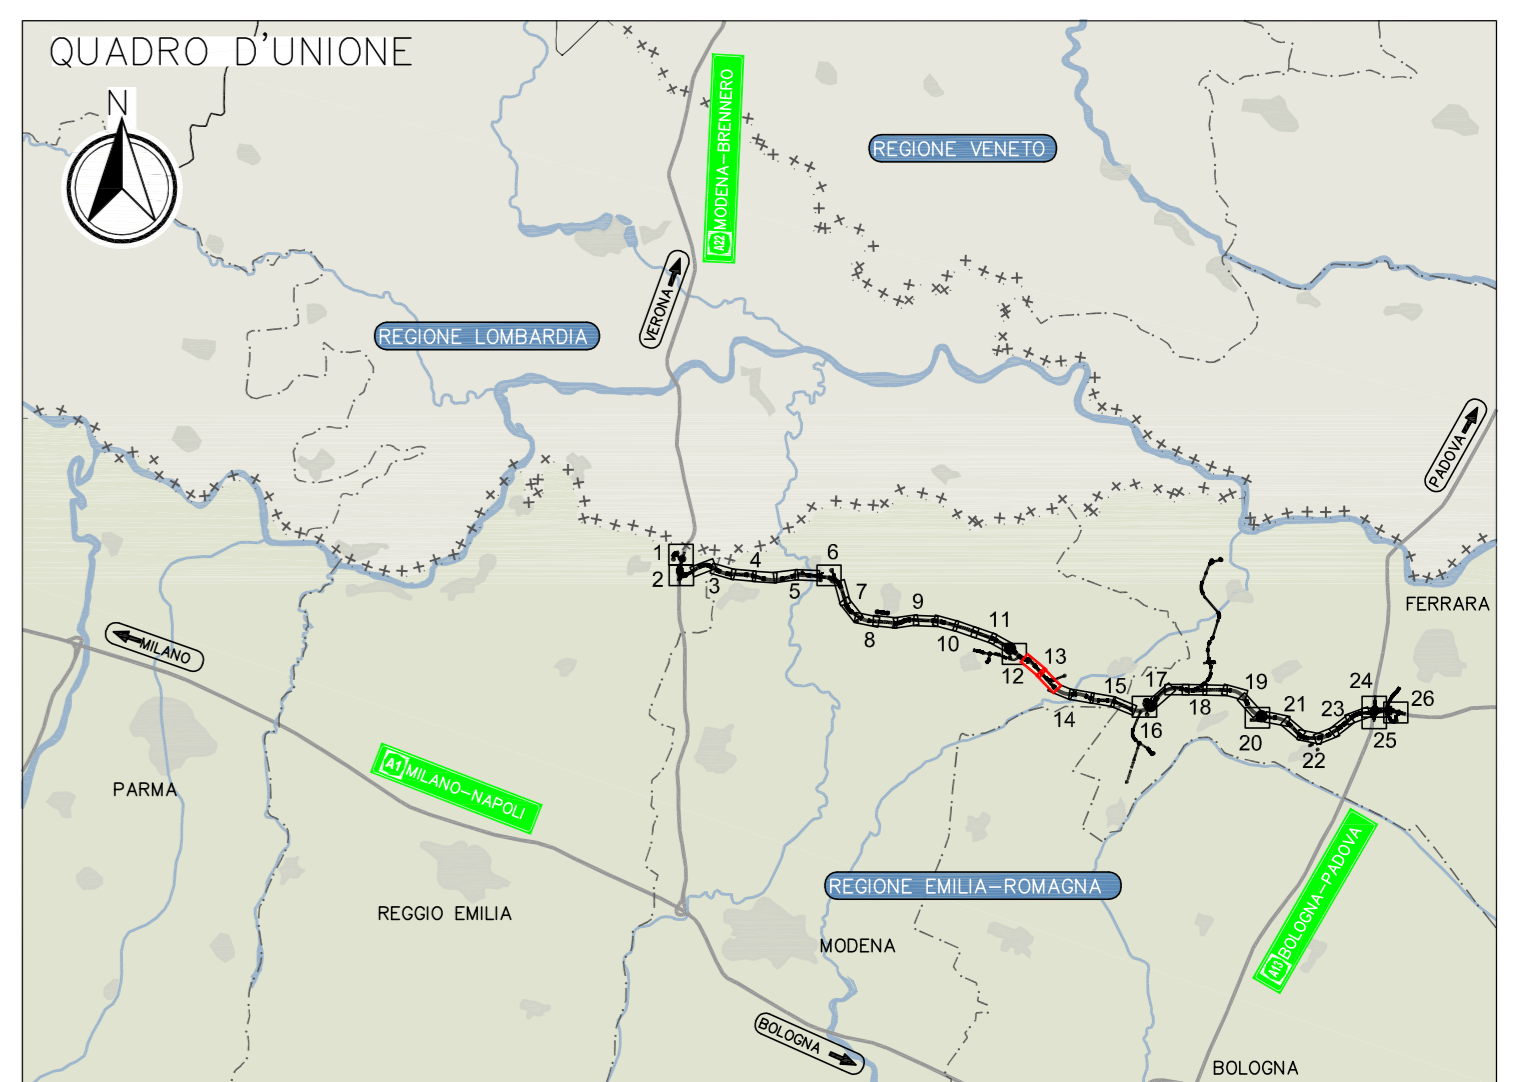 QUADRO D'UNIONE
N
A22 MODENA-BRENNERO
REGIONE VENETO
VERONA
REGIONE LOMBARDIA
PADOVA
1
2
3
4
5
6
7
8
9
10
11
12
13
14
15
16
17
18
19
20
21
22
23
24
25
26
FERRARA
MILANO
PARMA
A1 MILANO-NAPOLI
REGIONE EMILIA-ROMAGNA
A13 BOLOGNA-PADOVA
REGGIO EMILIA
MODENA
BOLOGNA
BOLOGNA